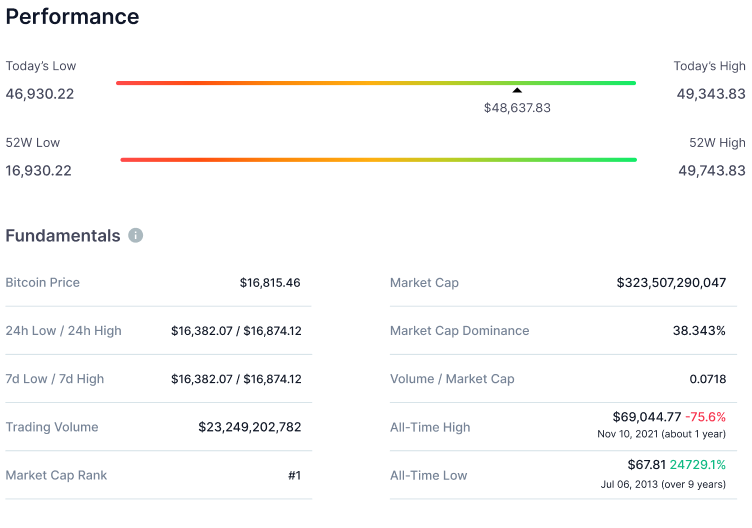 Performance
Today's Low
Today's High
46,930.22
49,343.83
$48,637.83
52W Low
52W High
16,930.22
49,743.83
Fundamentals
Bitcoin Price $16,815.46
Market Cap $323,507,290,047
24h Low / 24h High $16,382.07 / $16,874.12
Market Cap Dominance 38.343%
7d Low / 7d High $16,382.07 / $16,874.12
Volume / Market Cap 0.0718
Trading Volume $23,249,202,782
All-Time High $69,044.77 -75.6%
Nov 10, 2021 (about 1 year)
Market Cap Rank #1
All-Time Low $67.81 24729.1%
Jul 06, 2013 (over 9 years)